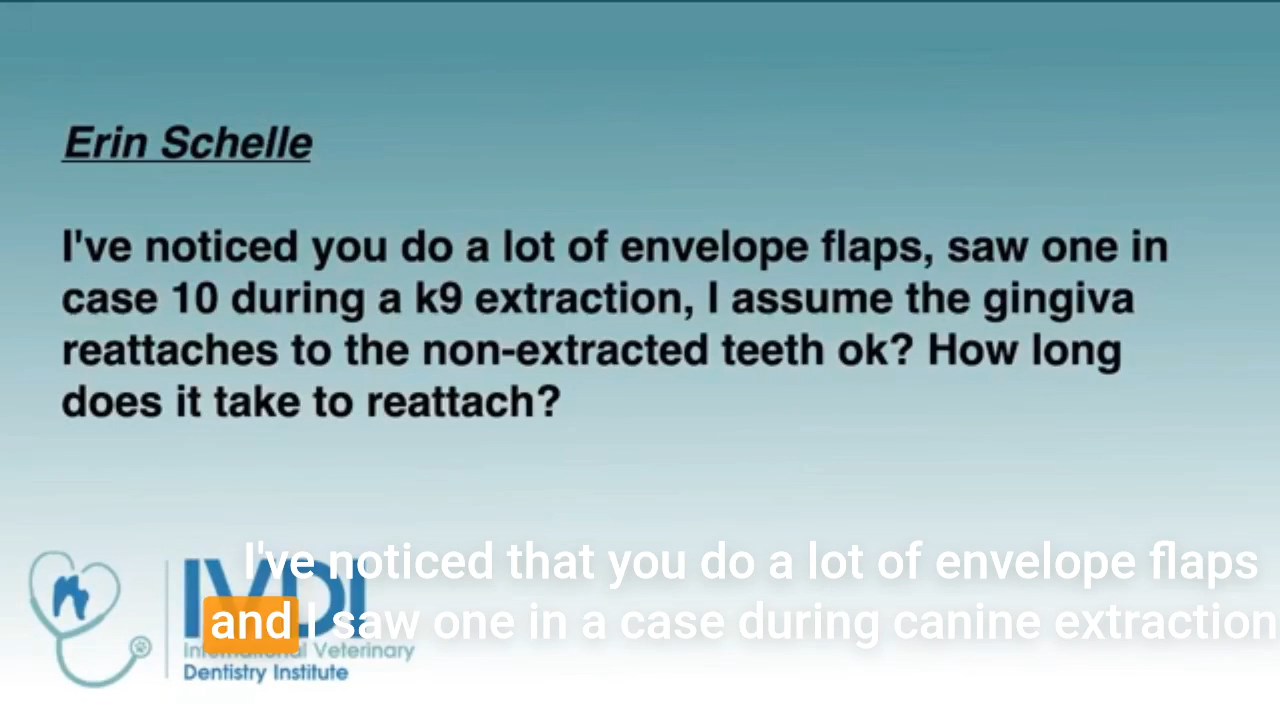 Erin Schelle
I've noticed you do a lot of envelope flaps, saw one in
case 10 during a k9 extraction, I assume the gingiva
reattaches to the non-extracted teeth ok? How long
does it take to reattach?
I've noticed that you do a lot of envelope flaps
and I saw one in a case during canine extraction
IVDI
International Veterinary
Dentistry Institute